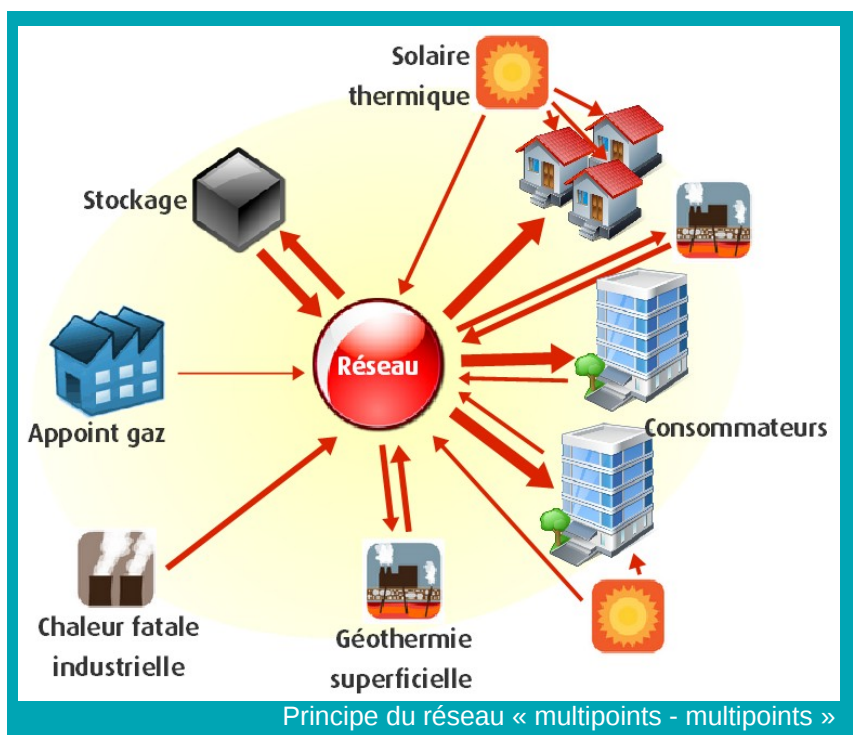 Solaire
thermique
Stockage
Réseau
Appoint gaz
Consommateurs
Chaleur fatale
industrielle
Géothermie
superficielle
Principe du réseau « multipoints - multipoints »